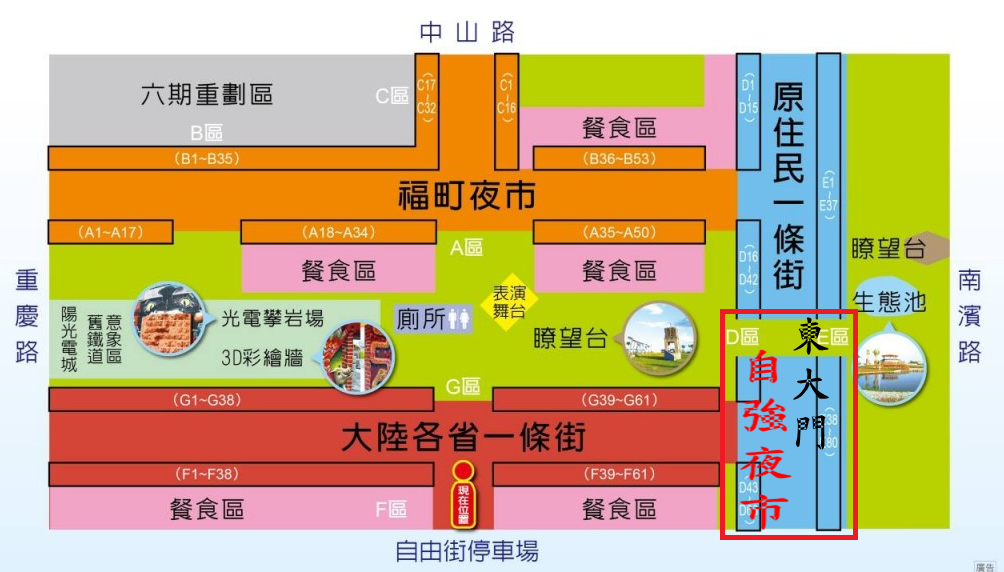 中山路
六期重劃區
C區
(C17~C32)
(C1~C16)
B區
餐食區
(D1~D15)
原住民一條街
(B1~B35)
(B36~B53)
福町夜市
(E1~E37)
(A1~A17)
(A18~A34)
(A35~A50)
A區
餐食區
餐食區
(D16~D42)
瞭望台
重慶路
南濱路
陽光電城
舊鐵道
意象區
光電攀岩場
3D彩繪牆
廁所
表演
舞台
瞭望台
生態池
D區
E區
東大門
自強夜市
G區
(G1~G38)
(G39~G61)
大陸各省一條街
(F1~F38)
(F39~F61)
現在位置
餐食區
F區
餐食區
自由街停車場
廣告